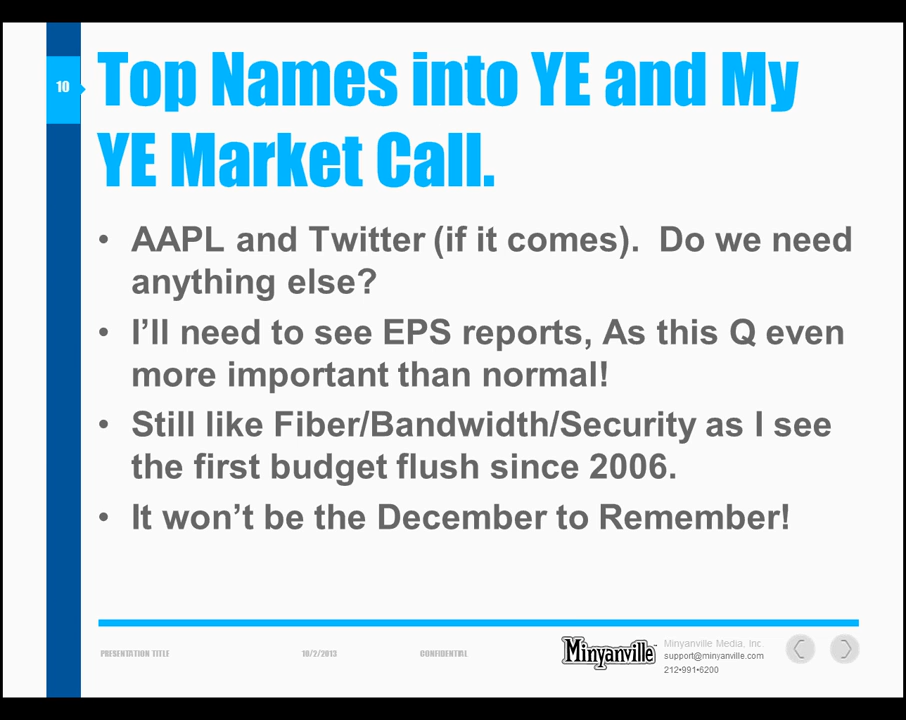 10
Top Names into YE and My
YE Market Call.
• AAPL and Twitter (if it comes).  Do we need
anything else?
• I’ll need to see EPS reports, As this Q even
more important than normal!
• Still like Fiber/Bandwidth/Security as I see
the first budget flush since 2006.
• It won’t be the December to Remember!
PRESENTATION TITLE
10/2/2013
CONFIDENTIAL
Minyanville
Minyanville Media, Inc.
support@minyanville.com
212•991•6200